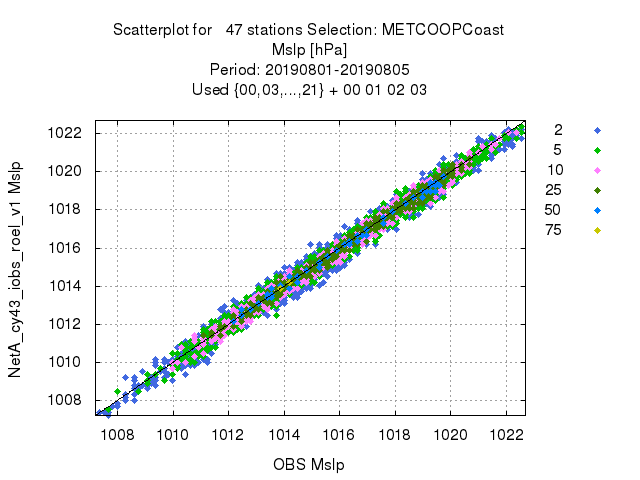 Scatterplot for 47 stations Selection: METCOOPCoast
Mslp [hPa]
Period: 20190801-20190805
Used {00,03,...,21} + 00 01 02 03
NetA_cy43_iobs_roel_v1 Mslp
1022
1020
1018
1016
1014
1012
1010
1008
1008 1010 1012 1014 1016 1018 1020 1022
OBS Mslp
2
5
10
25
50
75